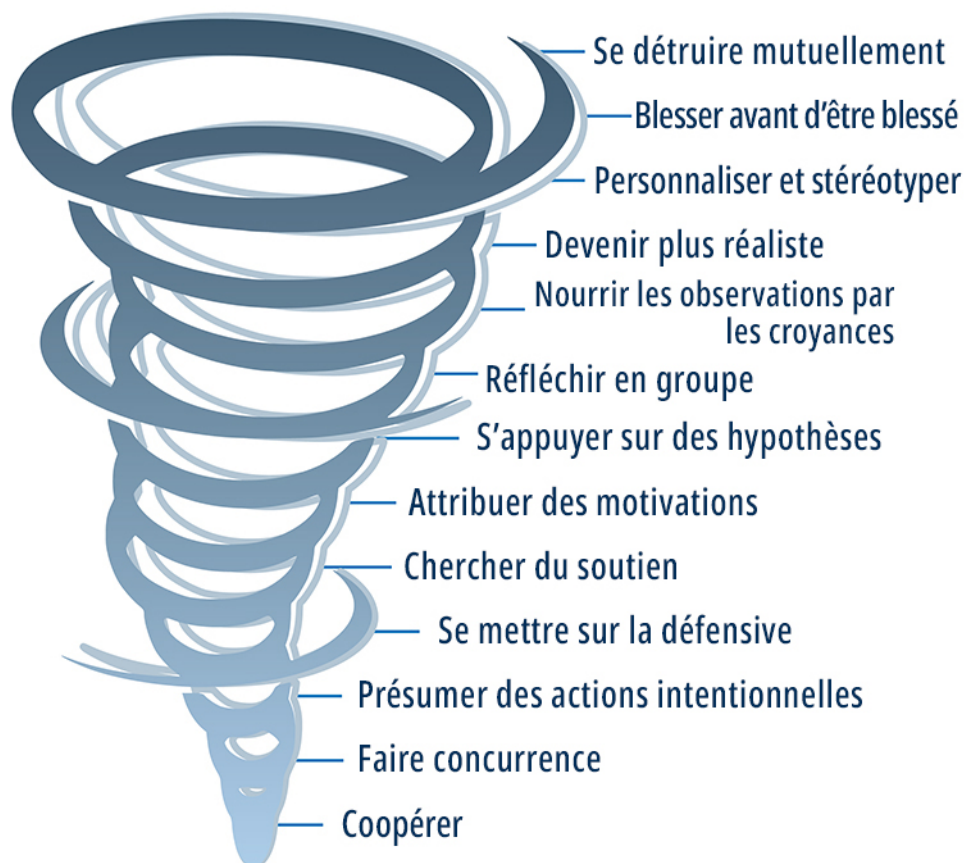 Se détruire mutuellement
Blesser avant d’être blessé
Personnaliser et stéréotyper
Devenir plus réaliste
Nourrir les observations par
les croyances
Réfléchir en groupe
S’appuyer sur des hypothèses
Attribuer des motivations
Chercher du soutien
Se mettre sur la défensive
Présumer des actions intentionnelles
Faire concurrence
Coopérer